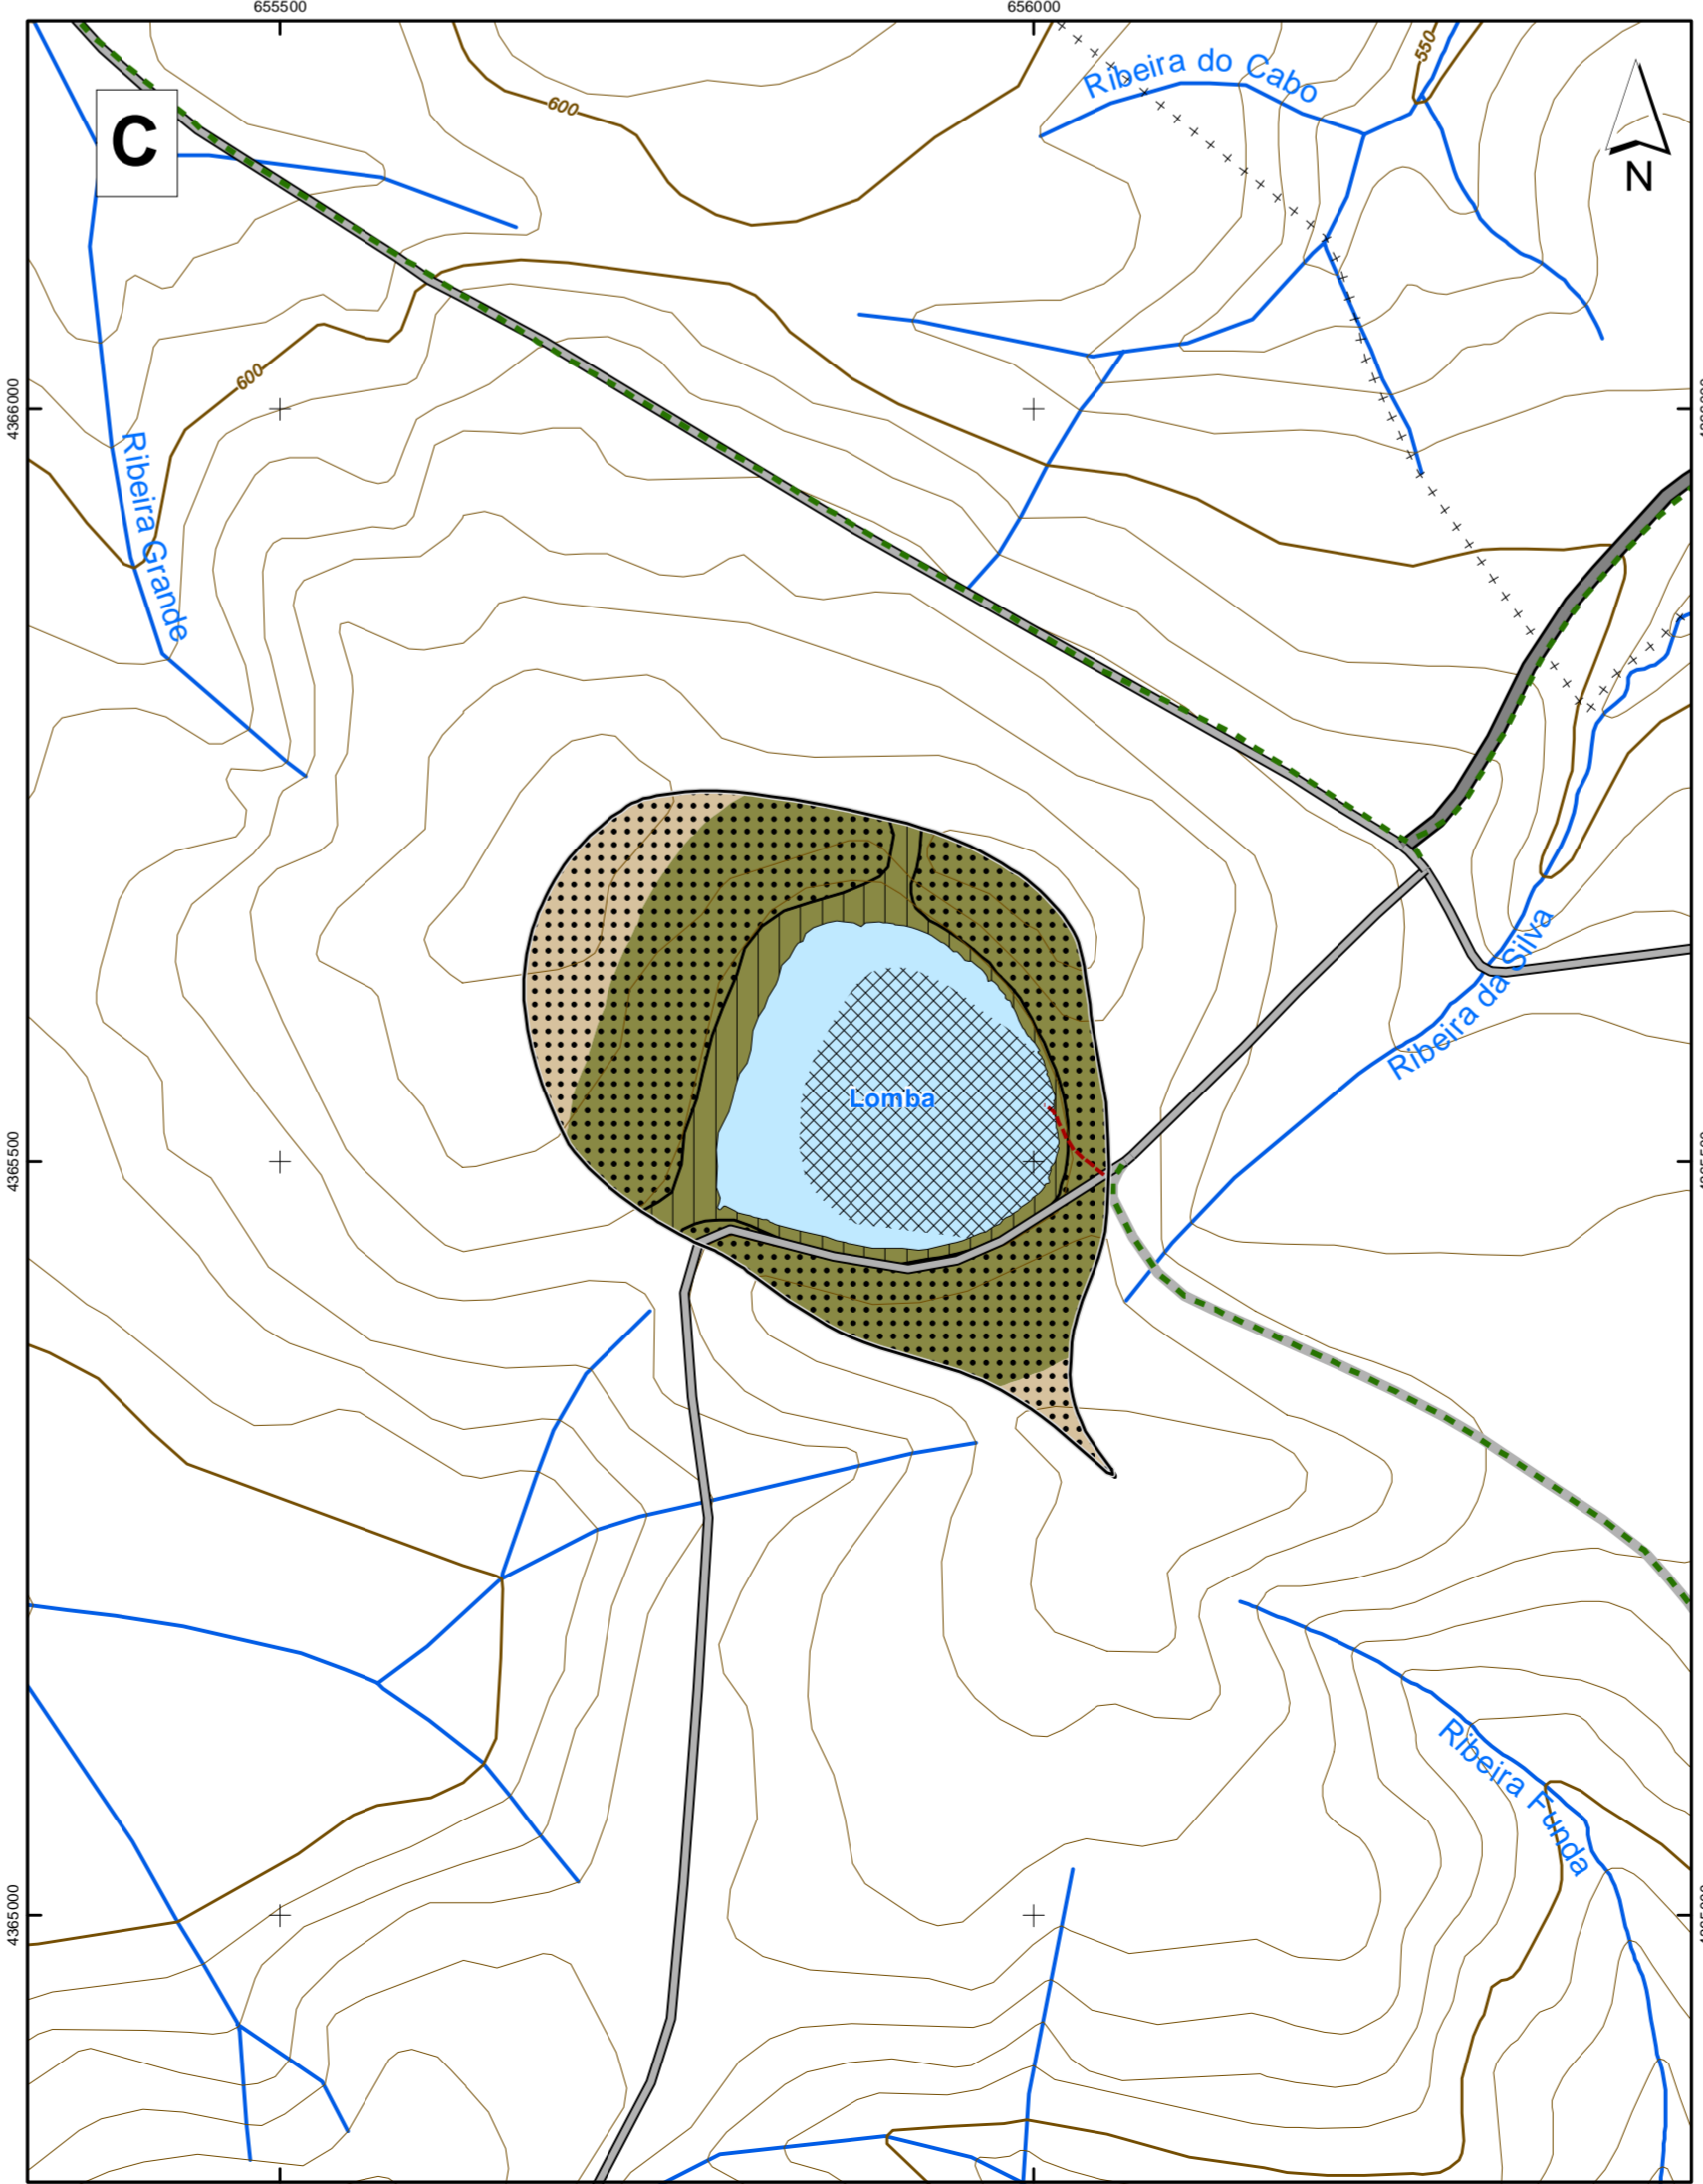 655500
656000
Ribeira do Cabo
550
600
C
N
4366000
600
Ribeira Grande
Ribeira da Silva
Lomba
4365500
Ribeira Funda
4365000